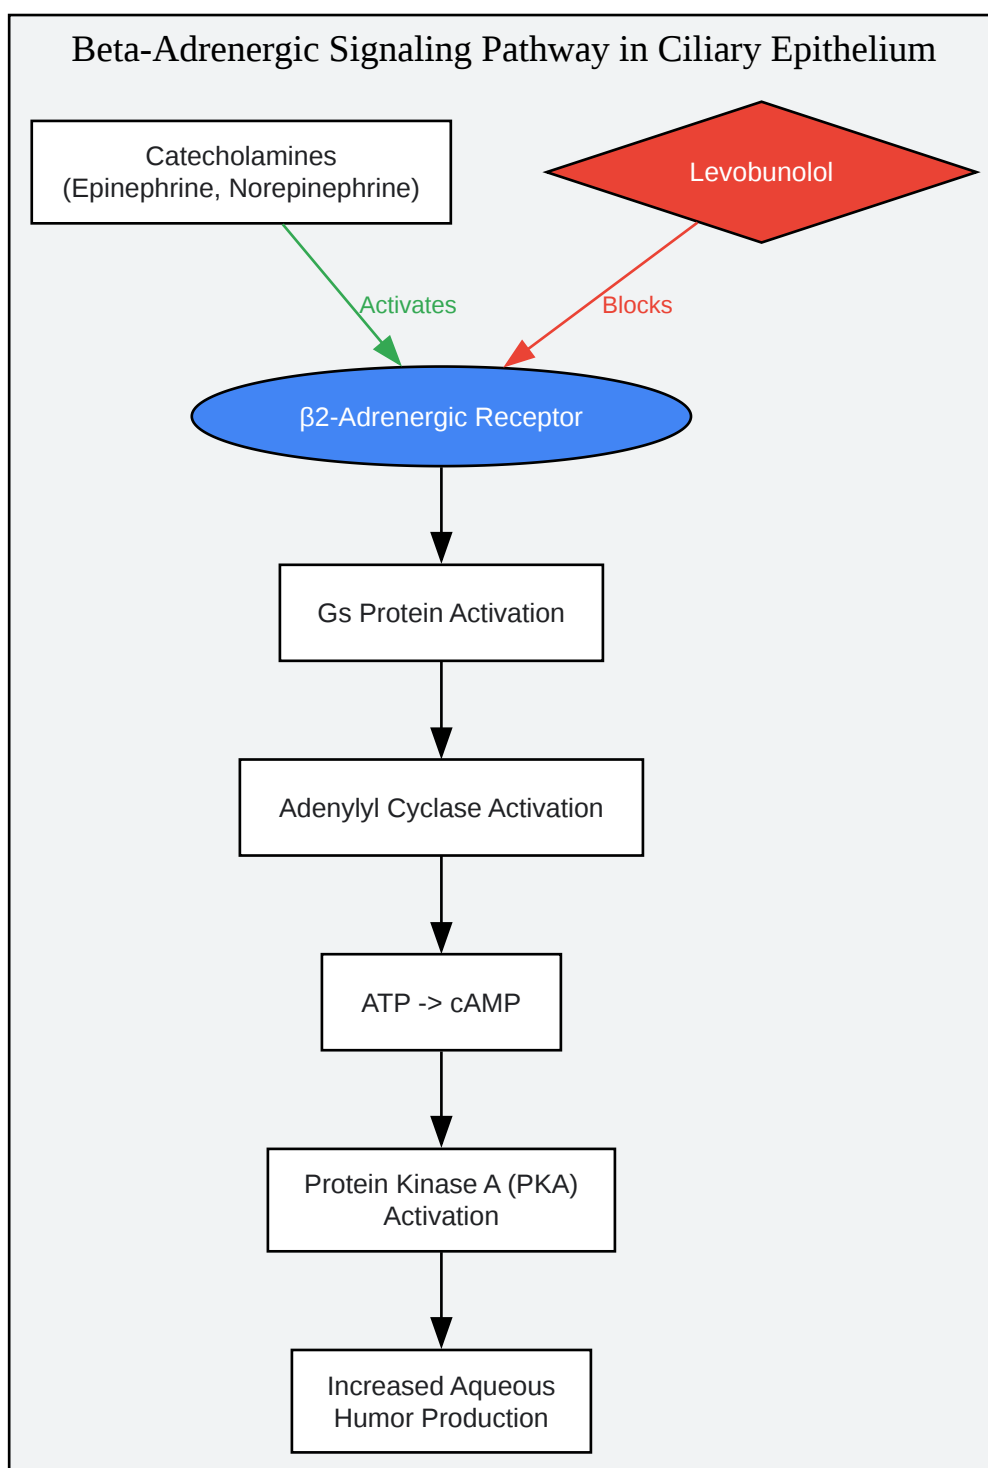 Beta-Adrenergic Signaling Pathway in Ciliary Epithelium
Catecholamines
(Epinephrine, Norepinephrine)
Levobunolol
Activates
Blocks
β2-Adrenergic Receptor
Gs Protein Activation
Adenylyl Cyclase Activation
ATP -> cAMP
Protein Kinase A (PKA)
Activation
Increased Aqueous
Humor Production